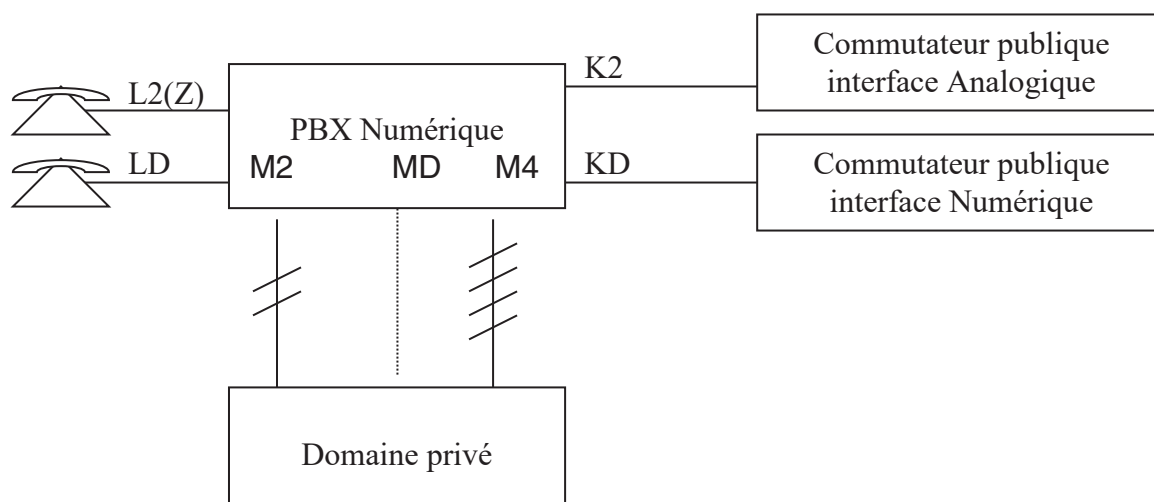 Commutateur publique
interface Analogique
K2
L2(Z)
PBX Numérique
LD
M2 MD M4
KD
Commutateur publique
interface Numérique
Domaine privé